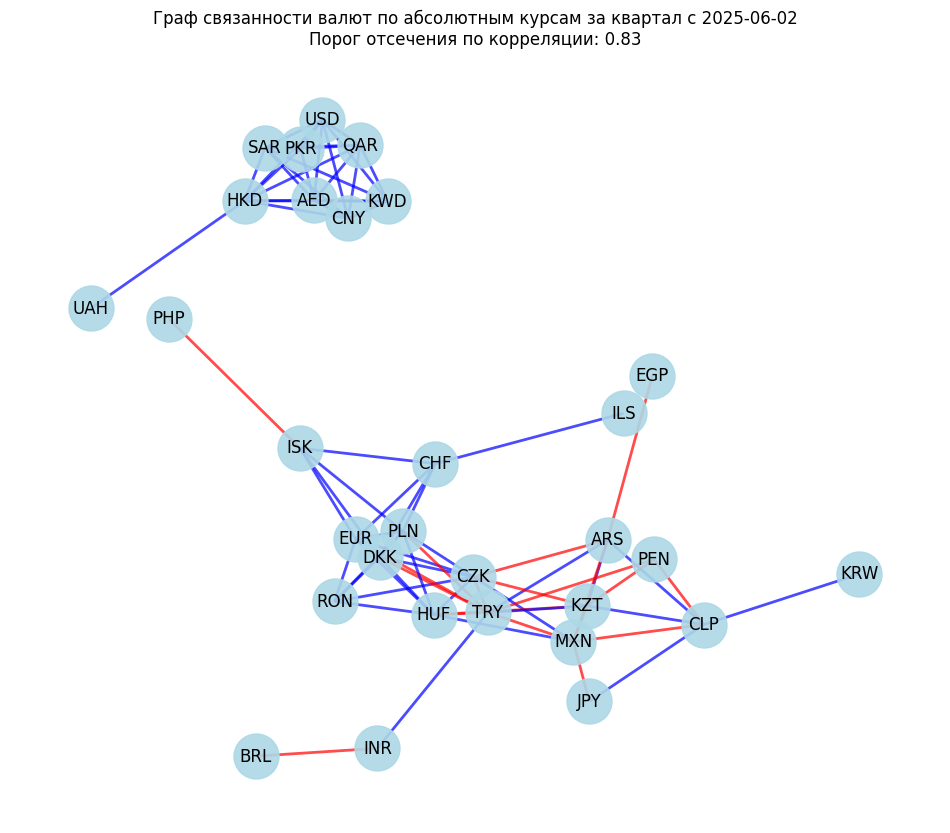 Граф связанности валют по абсолютным курсам за квартал с 2025-06-02
Порог отсечения по корреляции: 0.83
USD
SAR PKR QAR
HKD AED KWD
CNY
UAH
PHP
EGP
ILS
ISK
CHF
PLN
EUR ARS
DKK PEN
CZK KRW
RON KZT
HUF TRY CLP
MXN
JPY
BRL INR